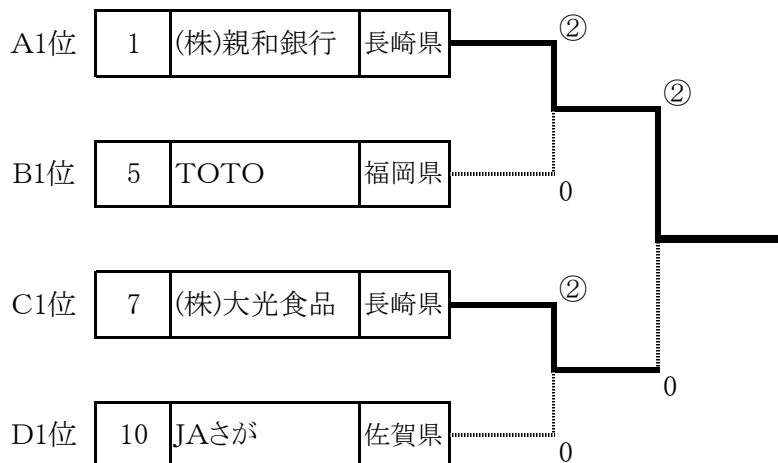 A1位 1 (株)親和銀行 長崎県 ②
②
B1位 5 TOTO 福岡県 0
C1位 7 (株)大光食品 長崎県 ②
0
D1位 10 JAさが 佐賀県 0